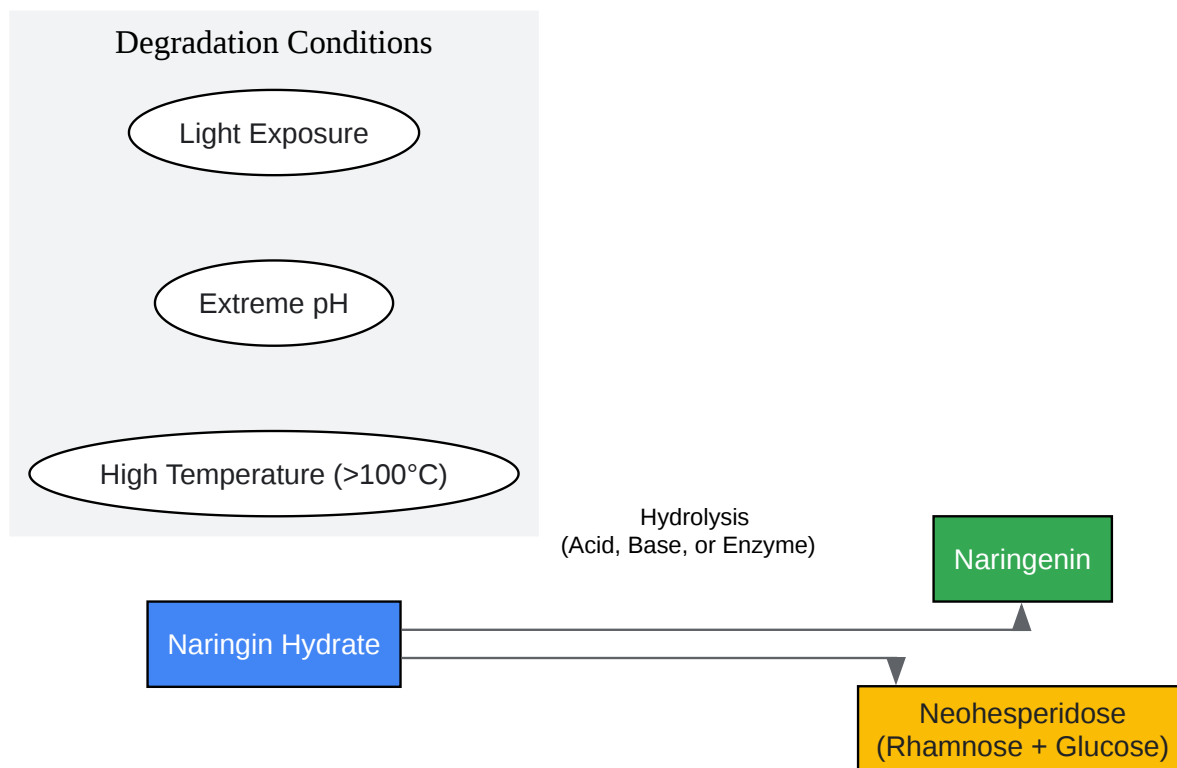 Degradation Conditions
Light Exposure
Extreme pH
High Temperature (>100°C)
Hydrolysis
(Acid, Base, or Enzyme)
Naringenin
Naringin Hydrate
Neohesperidose
(Rhamnose + Glucose)